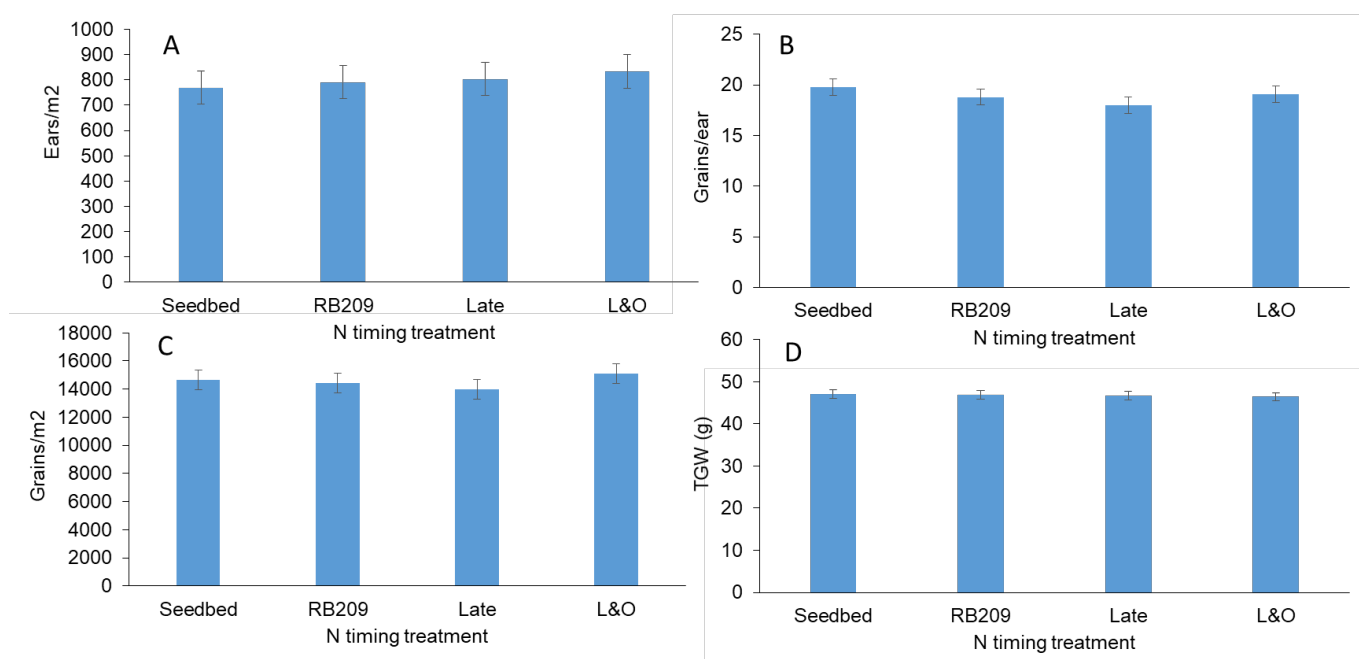 A
Ears/m2
1000
900
800
700
600
500
400
300
200
100
0
Seedbed RB209 Late L&O
N timing treatment
B
Grains/ear
25
20
15
10
5
0
Seedbed RB209 Late L&O
N timing treatment
C
Grains/m2
18000
16000
14000
12000
10000
8000
6000
4000
2000
0
Seedbed RB209 Late L&O
N timing treatment
D
TGW (g)
60
50
40
30
20
10
0
Seedbed RB209 Late L&O
N timing treatment